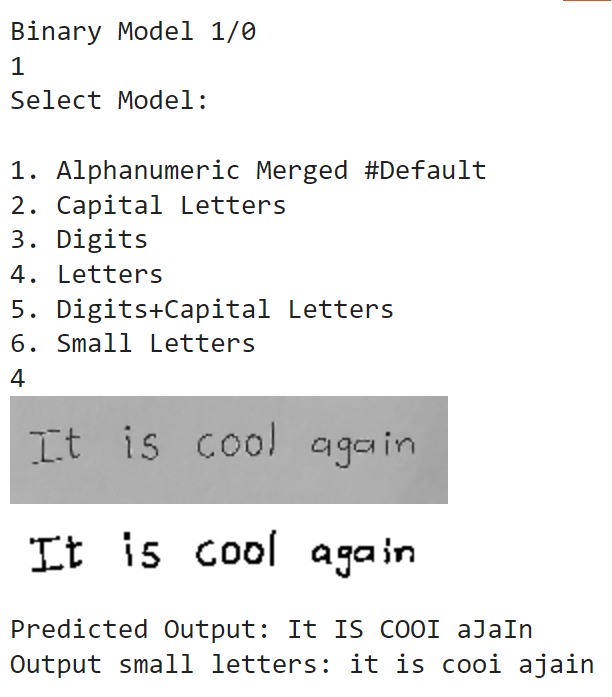 Binary Model 1/0
1
Select Model:
1. Alphanumeric Merged #Default
2. Capital Letters
3. Digits
4. Letters
5. Digits+Capital Letters
6. Small Letters
4
It is cool again
It is cool again
Predicted Output: It IS COOI aJaIn
Output small letters: it is cooi ajain